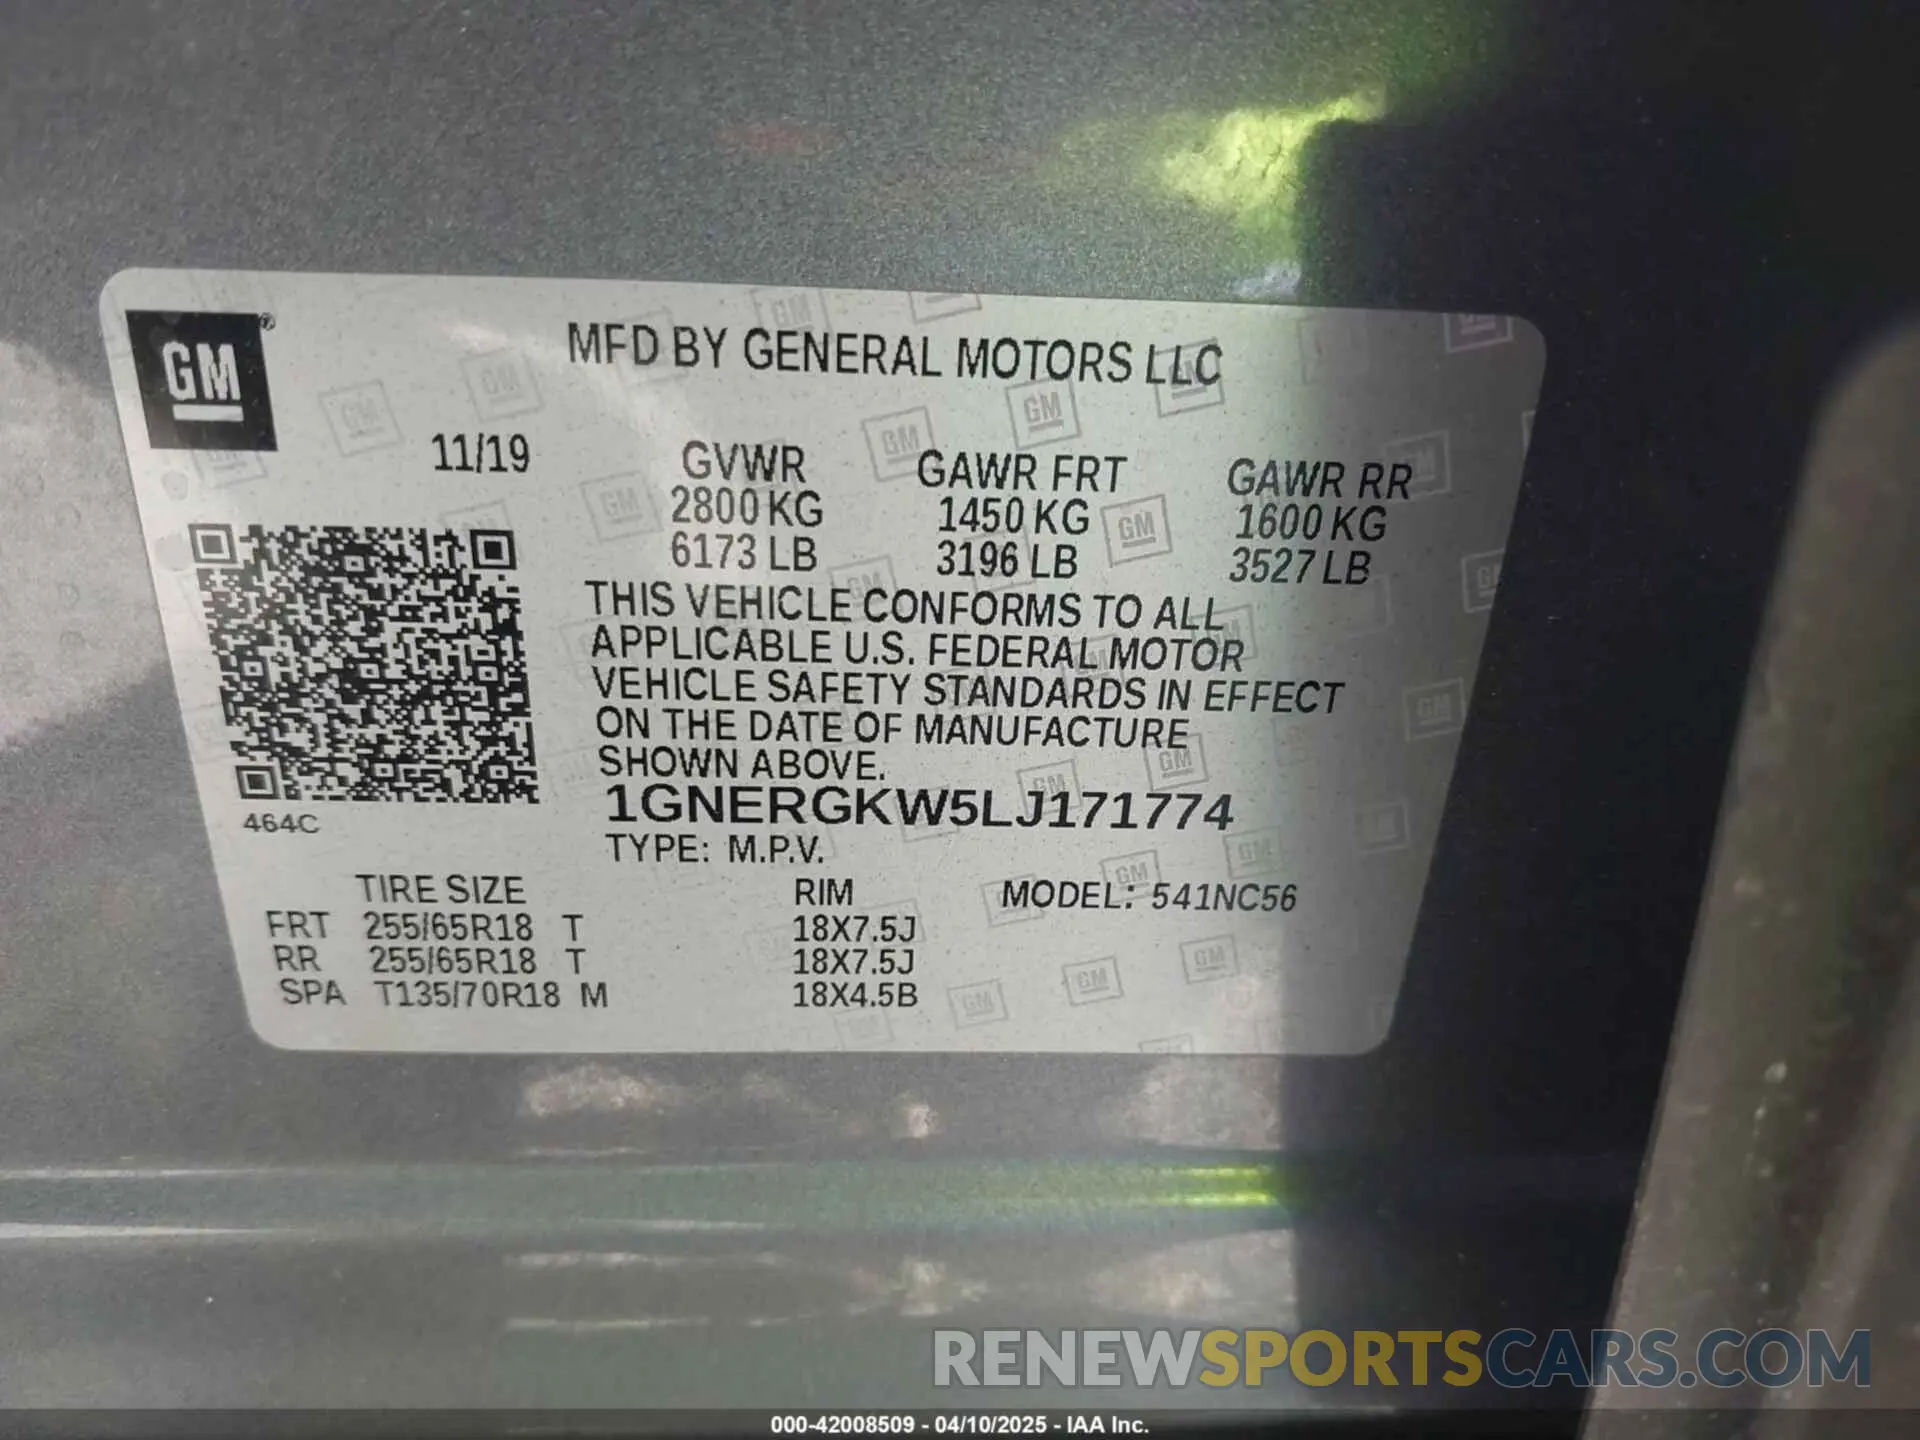 GM ®
MFD BY GENERAL MOTORS LLC
11/19
GVWR GAWR FRT GAWR RR
2800 KG 1450 KG 1600 KG
6173 LB 3196 LB 3527 LB
THIS VEHICLE CONFORMS TO ALL
APPLICABLE U.S. FEDERAL MOTOR
VEHICLE SAFETY STANDARDS IN EFFECT
ON THE DATE OF MANUFACTURE
SHOWN ABOVE.
1GNERGKW5LJ171774
464C
TYPE: M.P.V.
TIRE SIZE RIM MODEL: 541NC56
FRT 255/65R18 T 18X7.5J
RR 255/65R18 T 18X7.5J
SPA T135/70R18 M 18X4.5B
RENEWSPORTSCARS.COM
000-42008509 - 04/10/2025 - IAA Inc.